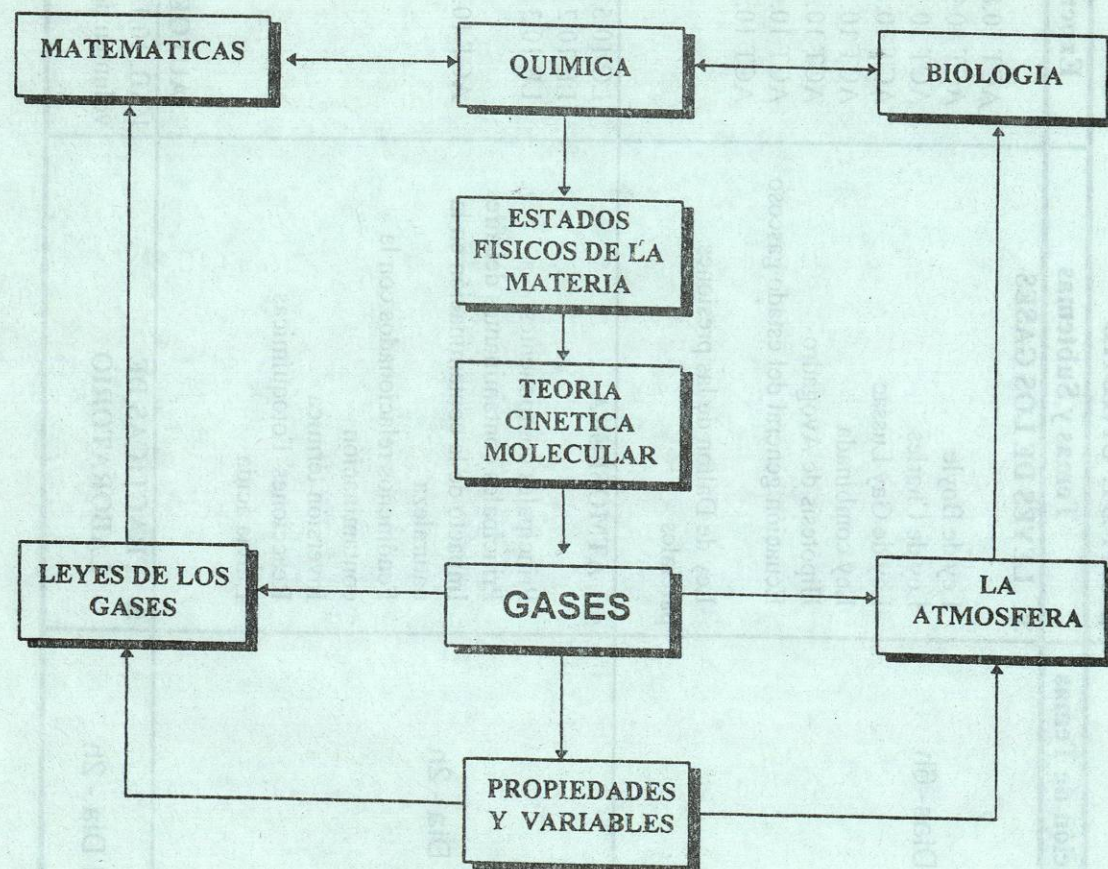 MATEMATICAS
QUIMICA
BIOLOGIA
ESTADOS
FISICOS DE LA
MATERIA
TEORIA
CINETICA
MOLECULAR
LEYES DE LOS
GASES
GASES
LA
ATMOSFERA
PROPIEDADES
Y VARIABLES